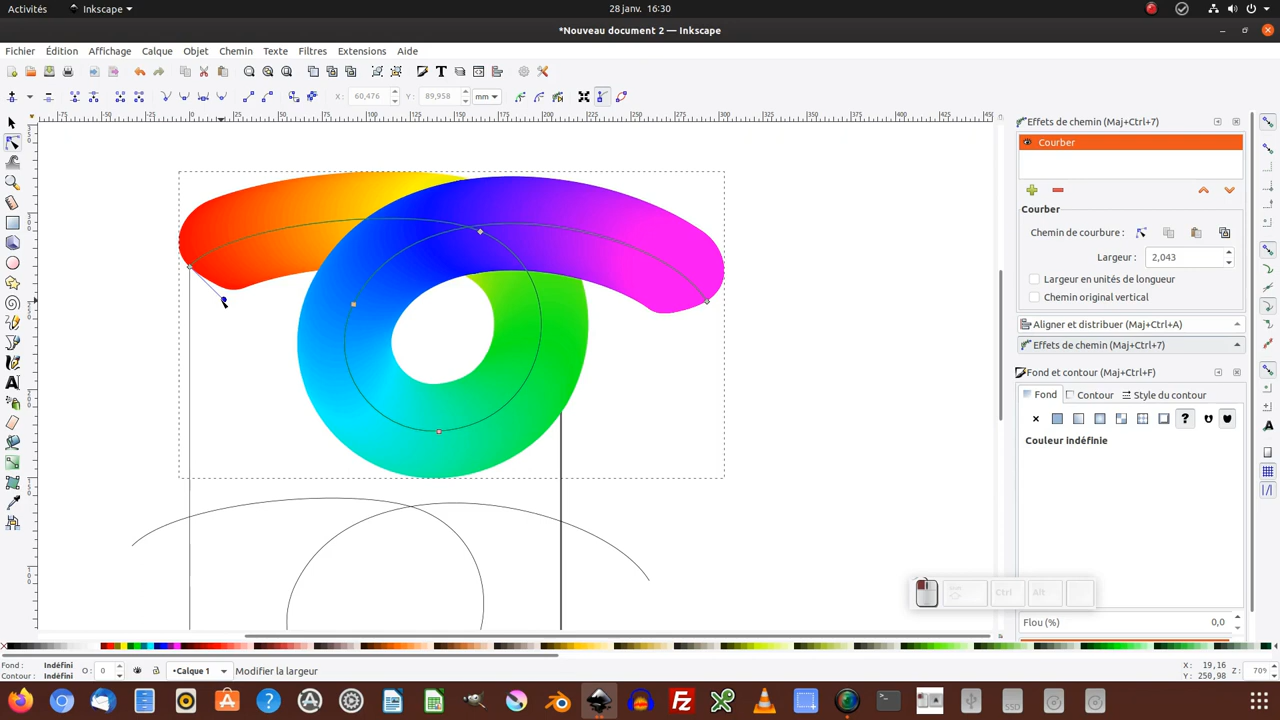 Activités Inkscape 28 janv. 16:30
*Nouveau document 2 — Inkscape
Fichier Édition Affichage Calque Objet Chemin Texte Filtres Extensions Aide
X: 60,476 Y: 89,958 mm
Effets de chemin (Maj+Ctrl+7)
Courber
Courber
Chemin de courbure :
Largeur : 2,043
Largeur en unités de longueur
Chemin original vertical
Aligner et distribuer (Maj+Ctrl+A)
Effets de chemin (Maj+Ctrl+7)
Fond et contour (Maj+Ctrl+F)
Fond Contour Style du contour
Couleur indéfinie
Ctrl Alt
Flou (%) 0,0
Fond : Indéfini
Contour : Indéfini
O: 0 Calque 1 Modifier la largeur
X: 19,16
Y: 250,98
Z: 70%